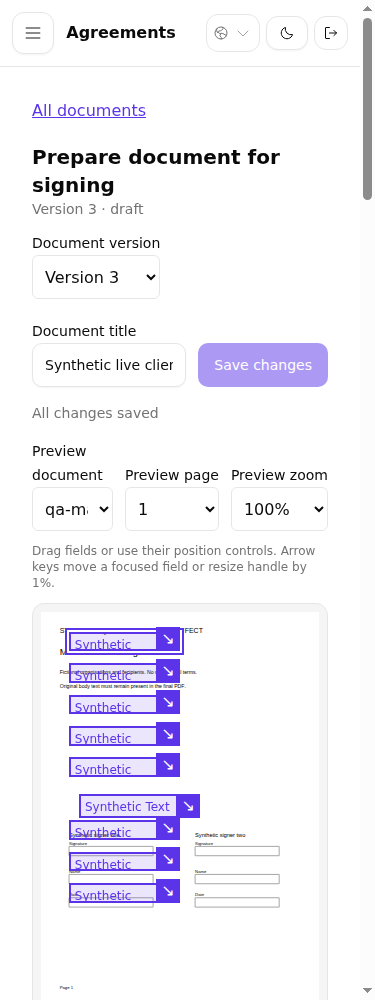 Agreements
All documents
Prepare document for
signing
Version 3 · draft
Document version
Version 3
Document title
Synthetic live clien
Save changes
All changes saved
Preview
document
Preview page
Preview zoom
qa-ma
1
100%
Drag fields or use their position controls. Arrow
keys move a focused field or resize handle by
1%.
Synthetic
Synthetic
terms.
Original body text must remain present in the final PDF.
Synthetic
Synthetic
Synthetic
Synthetic Text
Synthetic
Synthetic signer two
Signature
Signature
Synthetic
Name
Synthetic
Date
Page 1